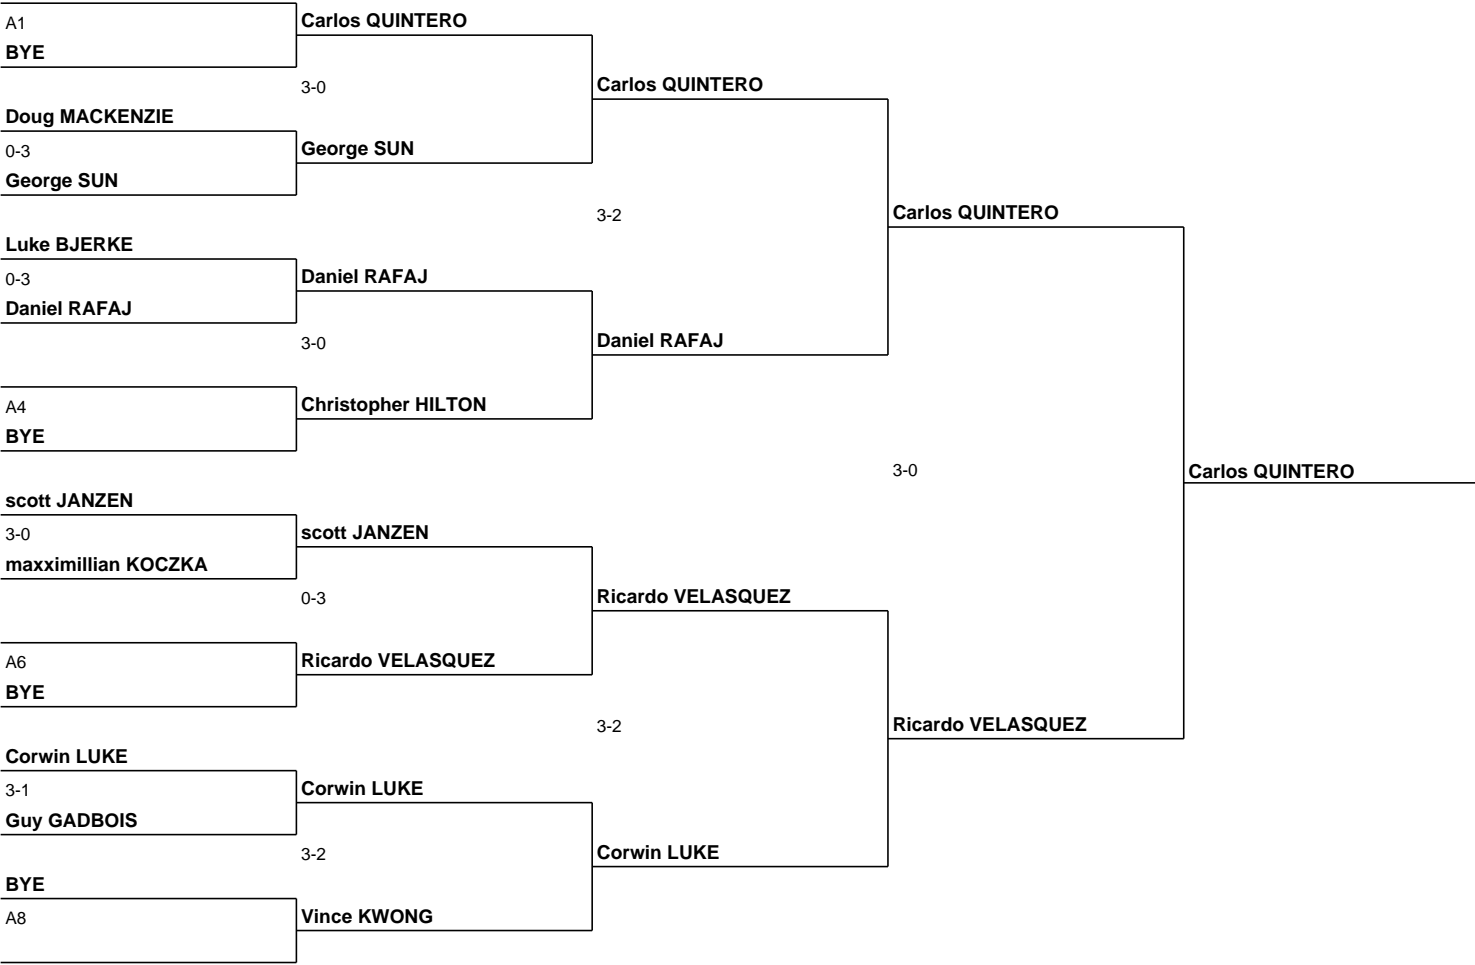 A1
BYE
Carlos QUINTERO
3-0
Doug MACKENZIE
0-3
George SUN
George SUN
Carlos QUINTERO
3-2
Luke BJERKE
0-3
Daniel RAFAJ
Daniel RAFAJ
3-0
A4
BYE
Christopher HILTON
Daniel RAFAJ
Carlos QUINTERO
3-0
Carlos QUINTERO
scott JANZEN
3-0
maxximillian KOCZKA
scott JANZEN
0-3
A6
BYE
Ricardo VELASQUEZ
Ricardo VELASQUEZ
3-2
Ricardo VELASQUEZ
Corwin LUKE
3-1
Guy GADBOIS
Corwin LUKE
3-2
BYE
A8
Vince KWONG
Corwin LUKE